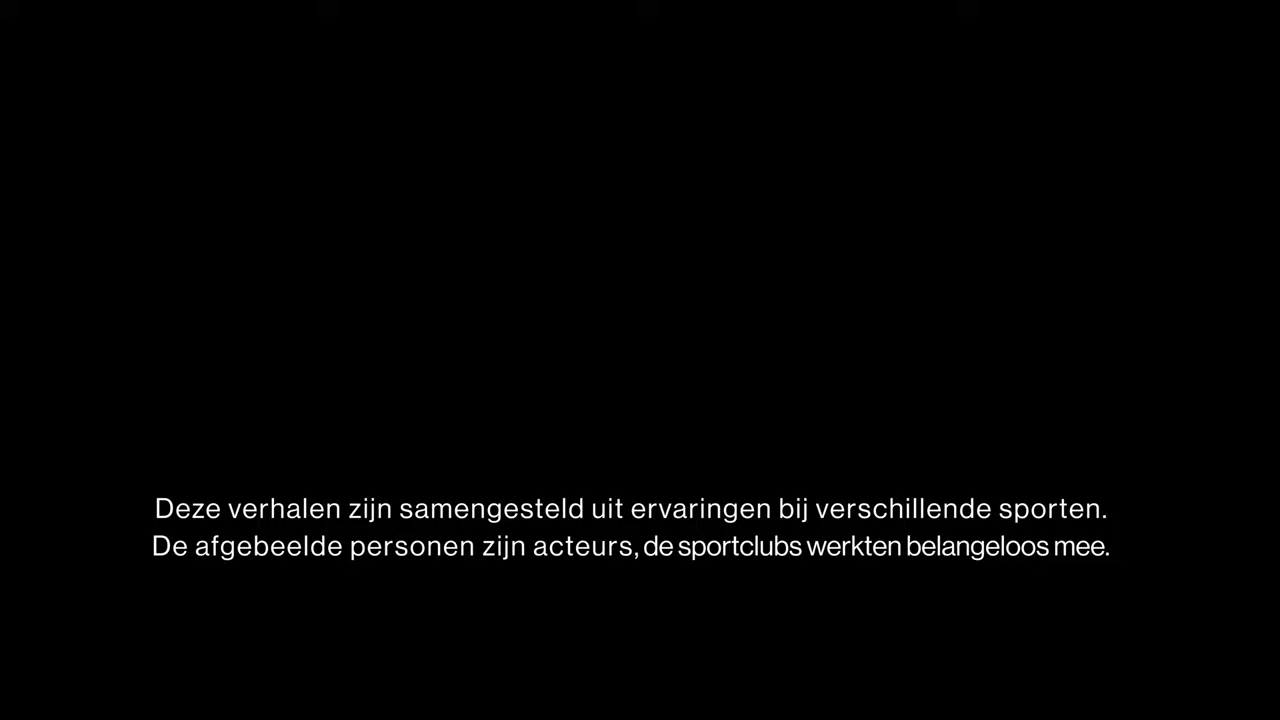 Deze verhalen zijn samengesteld uit ervaringen bij verschillende sporten.
De afgebeelde personen zijn acteurs, de sportclubs werkten belangeloos mee.